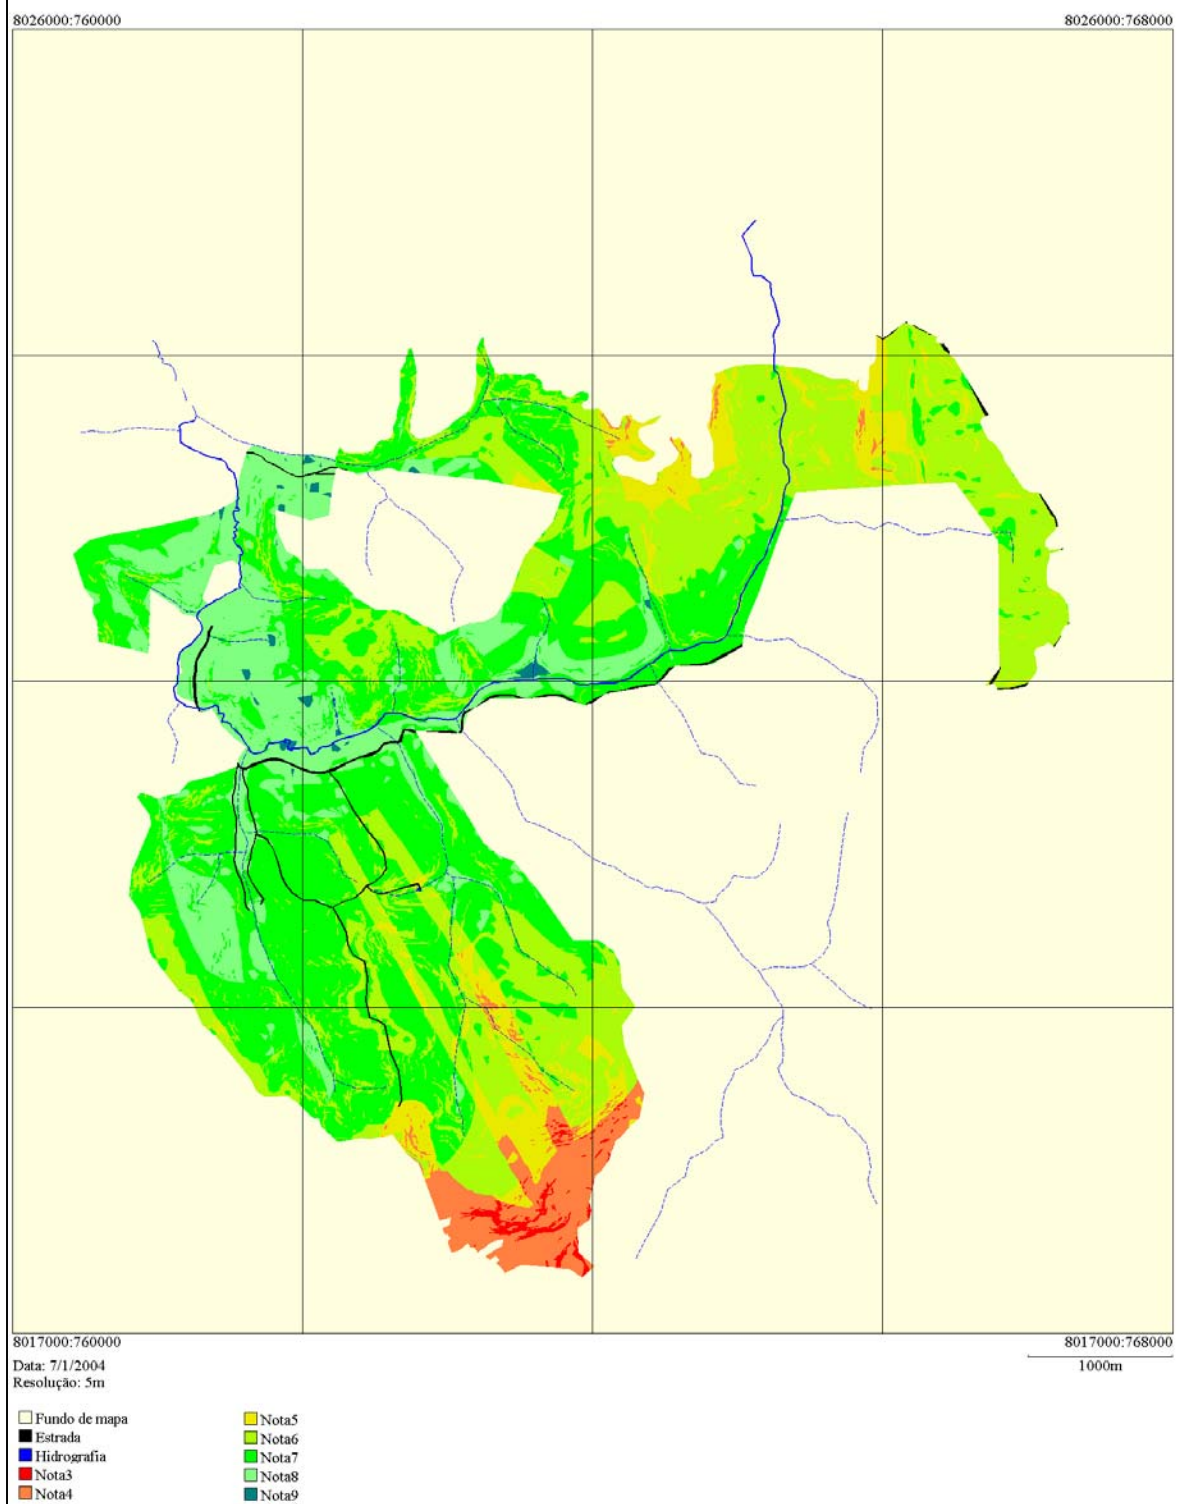 8026000:760000 8026000:768000
8017000:760000 8017000:768000
Data: 7/1/2004
Resolução: 5m
1000m
Fundo de mapa
Estrada
Hidrografia
Nota3
Nota4
Nota5
Nota6
Nota7
Nota8
Nota9